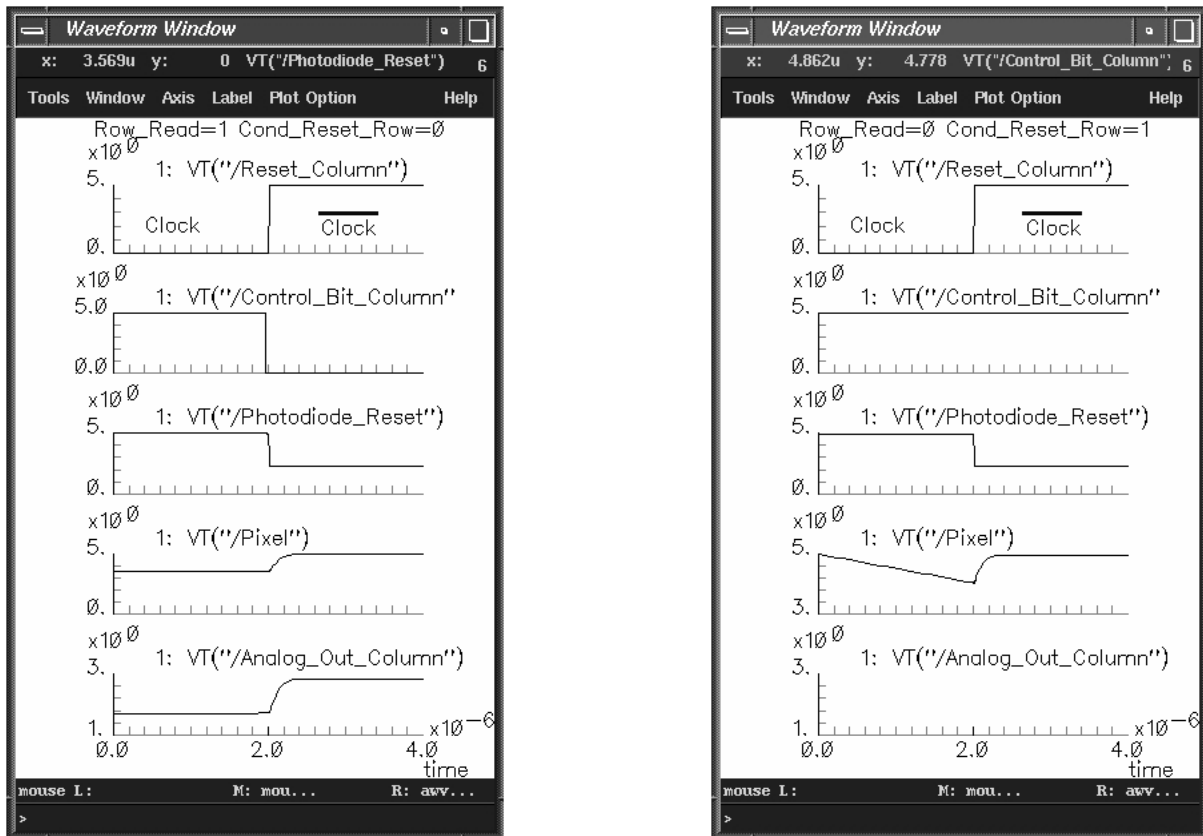 Waveform Window
x: 3.569u y: 0 VT("/Photodiode_Reset") 6
Tools Window Axis Label Plot Option Help
Row_Read=1 Cond_Reset_Row=0
x10 0
1: VT("/Reset_Column")
5.
Clock Clock
0.
x10 0
1: VT("/Control_Bit_Column"
5.0
0.0
x10 0
1: VT("/Photodiode_Reset")
5.
0.
x10 0
1: VT("/Pixel")
5.
0.
x10 0
1: VT("/Analog_Out_Column")
3.
1.
x10 -6
0.0 2.0 4.0
time
mouse L: M: mou... R: awv...
>
Waveform Window
x: 4.862u y: 4.778 VT("/Control_Bit_Column") 6
Tools Window Axis Label Plot Option Help
Row_Read=0 Cond_Reset_Row=1
x10 0
1: VT("/Reset_Column")
5.
Clock Clock
0.
x10 0
1: VT("/Control_Bit_Column"
5.
0.
x10 0
1: VT("/Photodiode_Reset")
5.
0.
x10 0
1: VT("/Pixel")
5.
3.
x10 0
1: VT("/Analog_Out_Column")
3.
1.
x10 -6
0.0 2.0 4.0
time
mouse L: M: mou... R: awv...
>